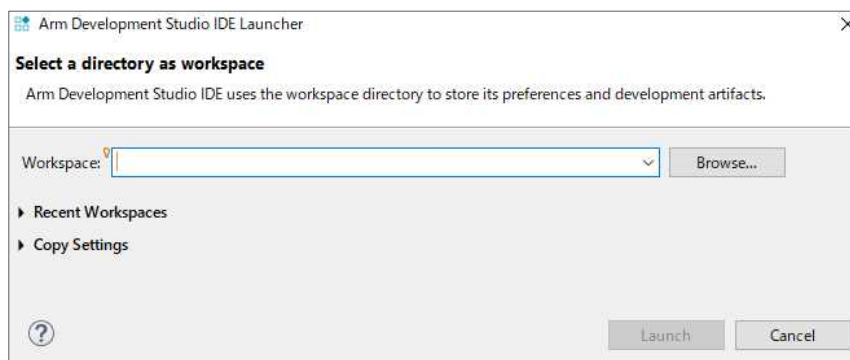 Arm Development Studio IDE Launcher
Select a directory as workspace
Arm Development Studio IDE uses the workspace directory to store its preferences and development artifacts.
Workspace: Browse...
Recent Workspaces
Copy Settings
? Launch Cancel